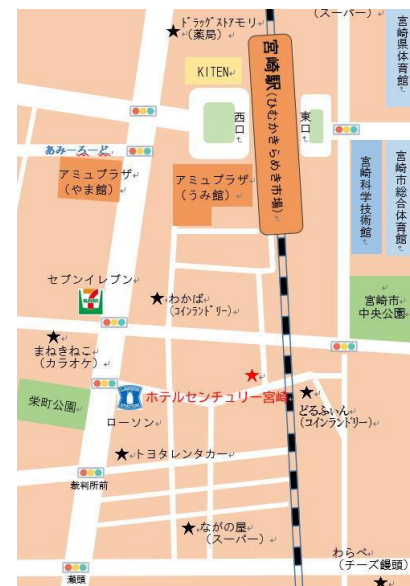 (スーパー)
ドラッグストアモリ
(薬局)
宮崎県体育館
KITEN
宮崎駅(ひむかきらめき市場)
西口
東口
あみーろーど
アミュプラザ
(やま館)
アミュプラザ
(うみ館)
宮崎科学技術館
宮崎市総合体育館
セブンイレブン
ELEVEN
わかば
(コインランドリー)
宮崎市
中央公園
まねきねこ
(カラオケ)
LAWSON
STATION
ホテルセンチュリー宮崎
栄町公園
ローソン
どるふぃん
(コインランドリー)
トヨタレンタカー
裁判所前
ながの屋
(スーパー)
わらべ
(チーズ饅頭)
瀬頭